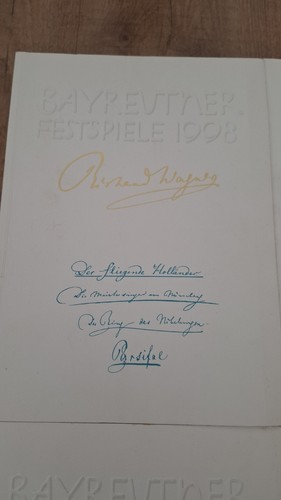 BAYREUTHER
FESTSPIELE 1998
Richard Wagner
Der fliegende Holländer
Die Meistersinger von Nürnberg
Der Ring des Nibelungen
Parsifal
BAYREUTHER